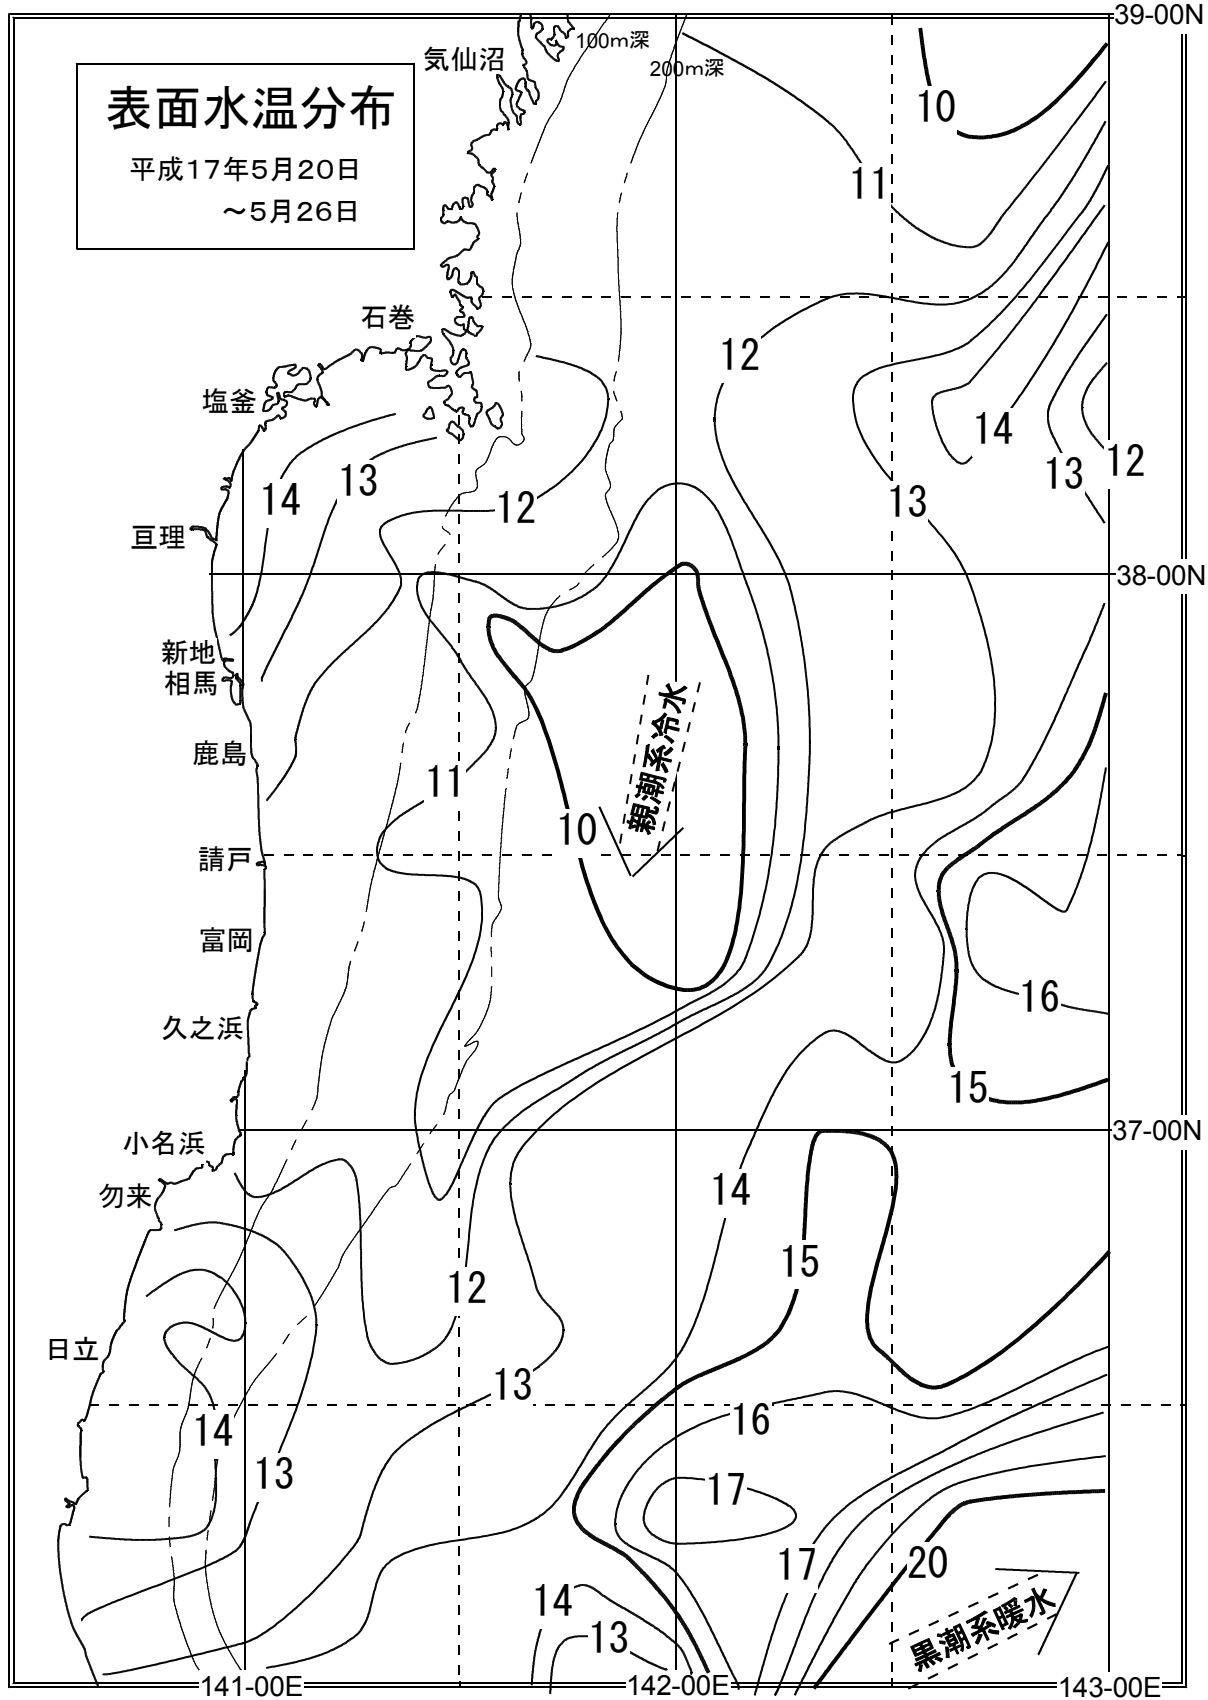 39-00N
100m深
気仙沼
200m深
表面水温分布
平成17年5月20日
～5月26日
10
11
石巻
12
塩釜
14
13
14
13
12
12
13
亘理
38-00N
新地
相馬
親潮系冷水
鹿島
11
10
請戸
富岡
16
久之浜
15
小名浜
37-00N
勿来
14
15
12
日立
13
16
14
13
17
17
20
14
13
黒潮系暖水
141-00E
142-00E
143-00E